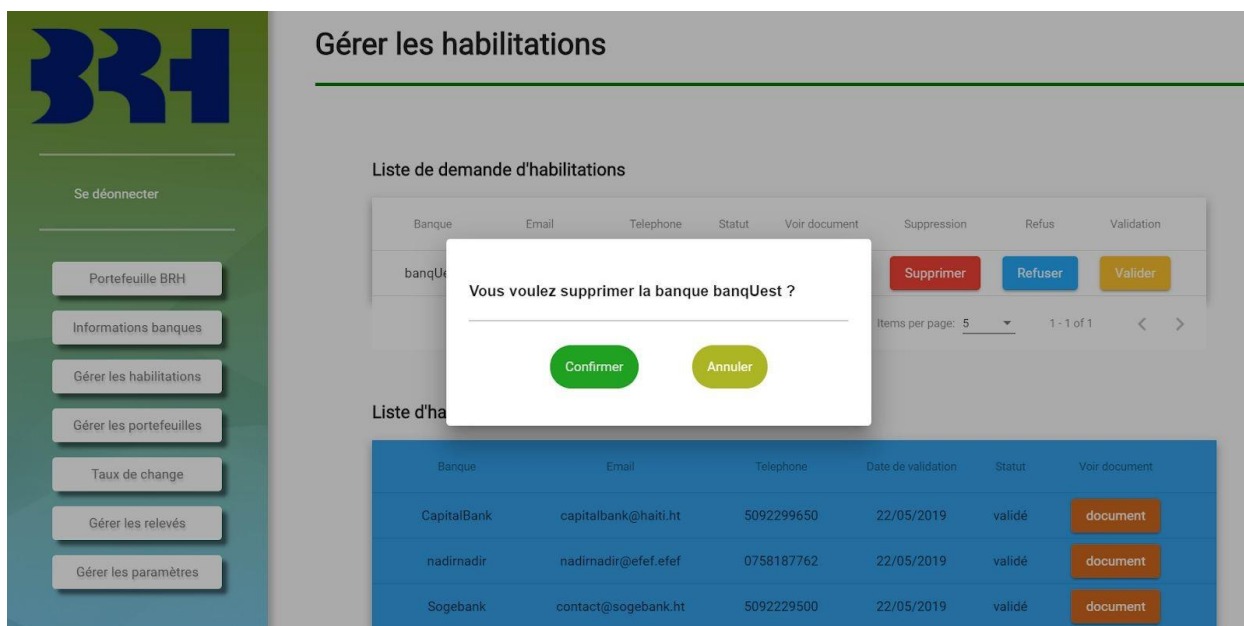 BRH
Gérer les habilitations
Se déonnecter
Portefeuille BRH
Informations banques
Gérer les habilitations
Gérer les portefeuilles
Taux de change
Gérer les relevés
Gérer les paramètres
Liste de demande d'habilitations
Banque Email Telephone Statut Voir document Suppression Refus Validation
banqUe Supprimer Refuser Valider
Items per page: 5 1 - 1 of 1
Vous voulez supprimer la banque banqUest ?
Confirmer Annuler
Liste d'ha
Banque Email Telephone Date de validation Statut Voir document
CapitalBank capitalbank@haiti.ht 5092299650 22/05/2019 validé document
nadirnadir nadirnadir@efef.efef 0758187762 22/05/2019 validé document
Sogebank contact@sogebank.ht 5092229500 22/05/2019 validé document